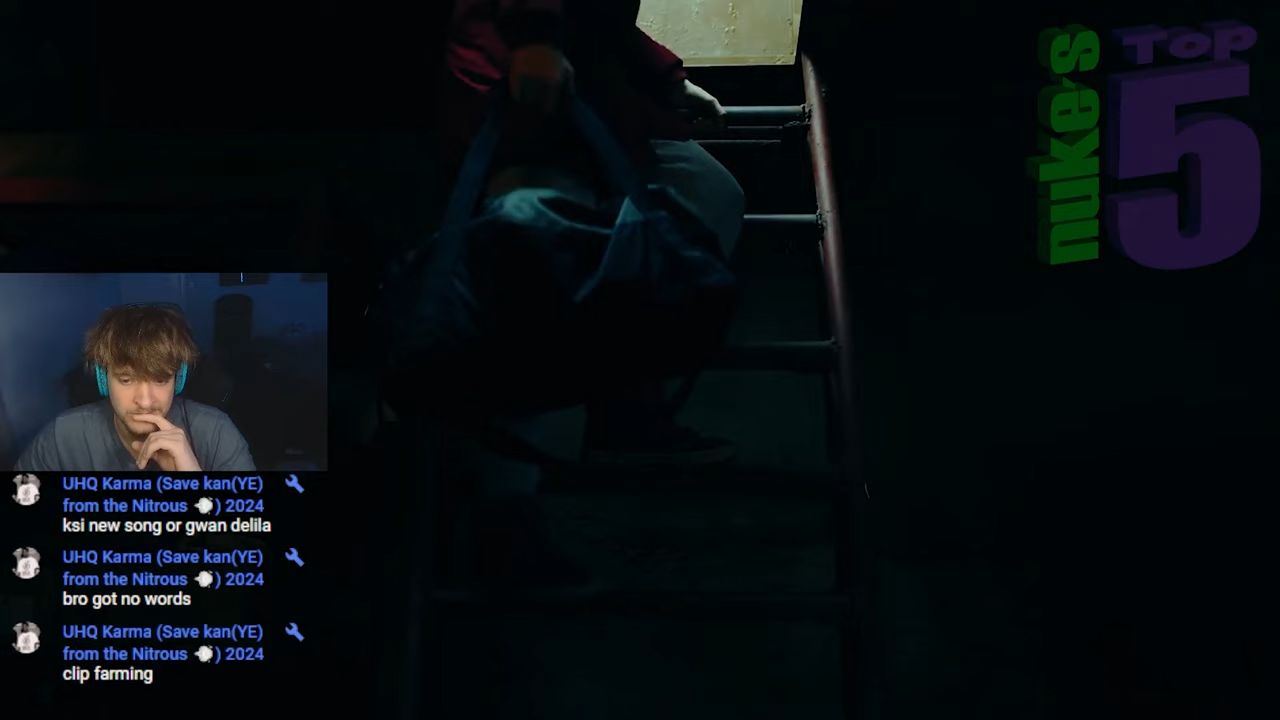 nuke's
Top
5
UHQ Karma (Save kan(YE)
from the Nitrous ) 2024
ksi new song or gwan delila
UHQ Karma (Save kan(YE)
from the Nitrous ) 2024
bro got no words
UHQ Karma (Save kan(YE)
from the Nitrous ) 2024
clip farming